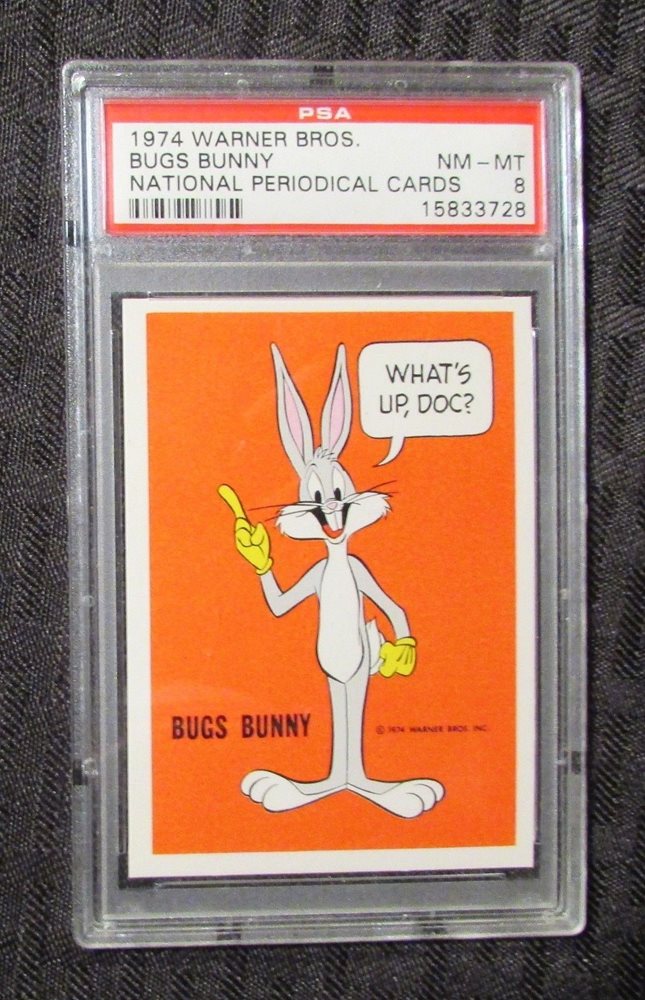 PSA
1974 WARNER BROS.
BUGS BUNNY NM-MT
NATIONAL PERIODICAL CARDS 8
15833728
WHAT'S
UP, DOC?
BUGS BUNNY
© 1974 WARNER BROS. INC.